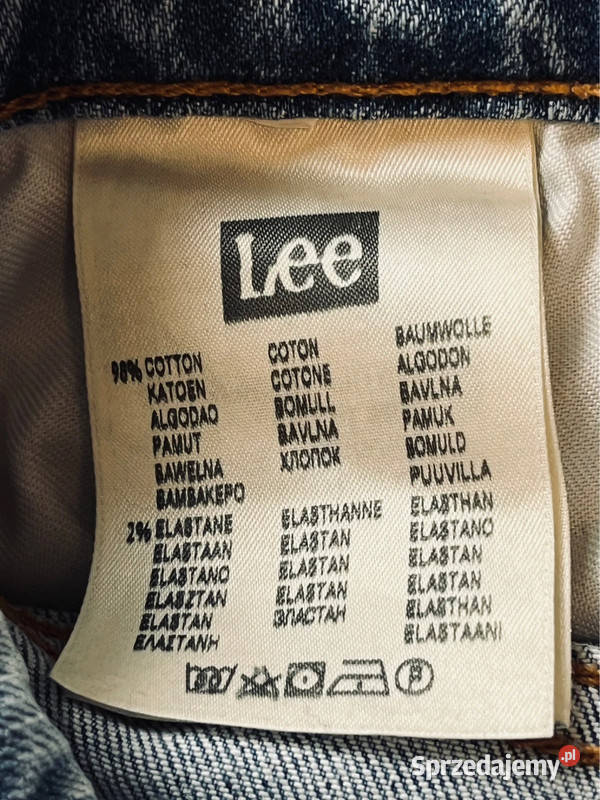 Lee
98% COTTON COTON BAUMWOLLE
KATOEN COTONE ALGODON
ALGODAO BOMULL BAVLNA
PAMUT BAVLNA PAMUK
BAWEŁNA ХЛОПОК BOMULD
ΒΑΜΒΑΚΕΡΟ PUUVILLA
2% ELASTANE ELASTHANNE ELASTHAN
ELASTAAN ELASTAN ELASTANO
ELASTANO ELASTAN ELASTAN
ELASZTAN ELASTAN ELASTAN
ELASTAN ЭЛАСТАН ELASTHAN
ΕΛΑΣΤΑΝΗ ELASTAANI
P
Sprzedajemy.pl